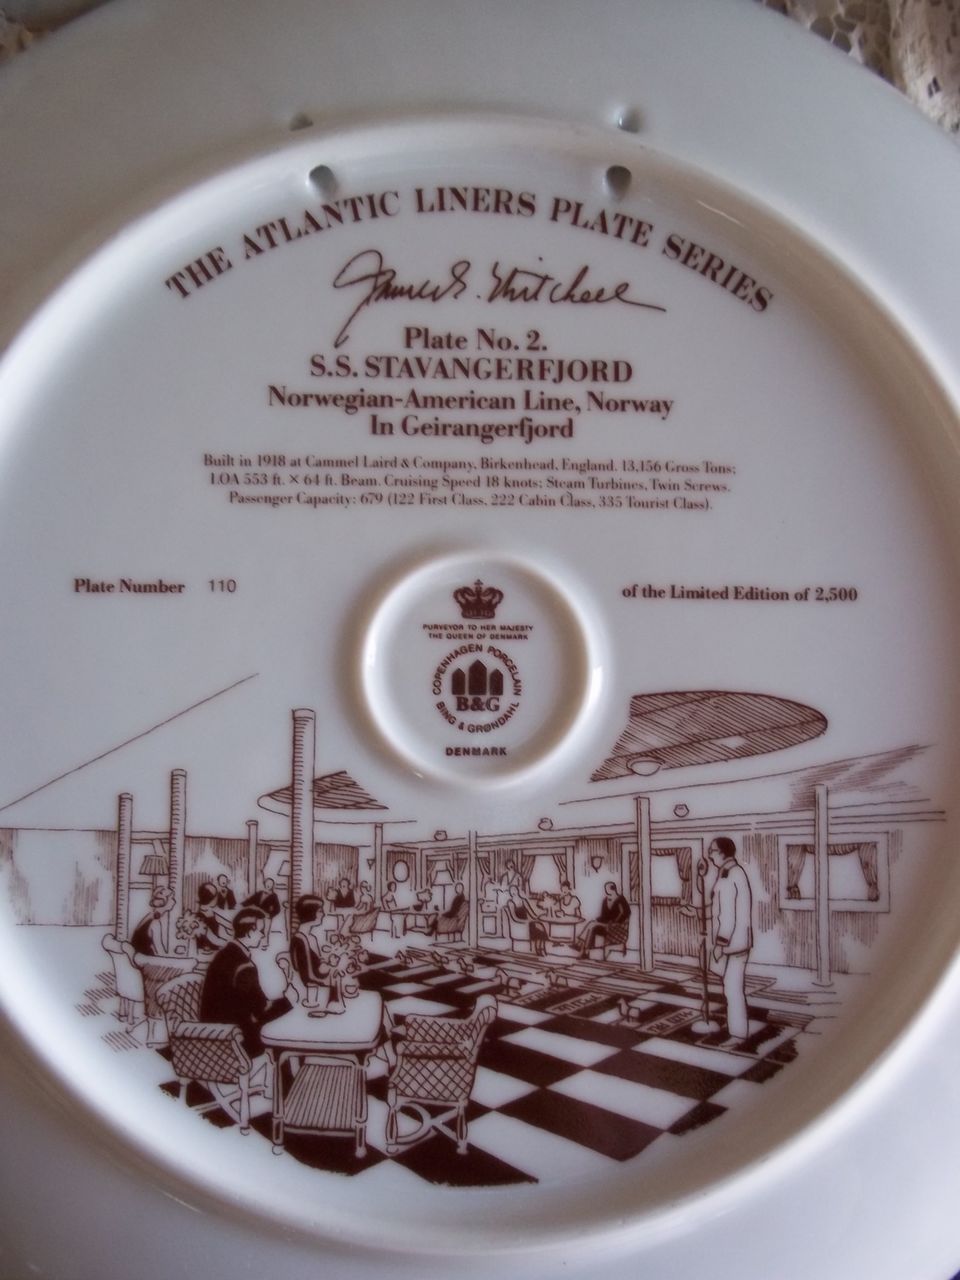 THE ATLANTIC LINERS PLATE SERIES
James E. Mitchell
Plate No. 2.
S.S. STAVANGERFJORD
Norwegian-American Line, Norway
In Geirangerfjord
Built in 1918 at Cammel Laird & Company, Birkenhead, England. 13,156 Gross Tons;
LOA 553 ft. × 64 ft. Beam. Cruising Speed 18 knots; Steam Turbines, Twin Screws.
Passenger Capacity: 679 (122 First Class, 222 Cabin Class, 335 Tourist Class).
Plate Number 110 of the Limited Edition of 2,500
PURVEYOR TO HER MAJESTY
THE QUEEN OF DENMARK
COPENHAGEN PORCELAIN
B&G
BING & GRØNDAHL
DENMARK